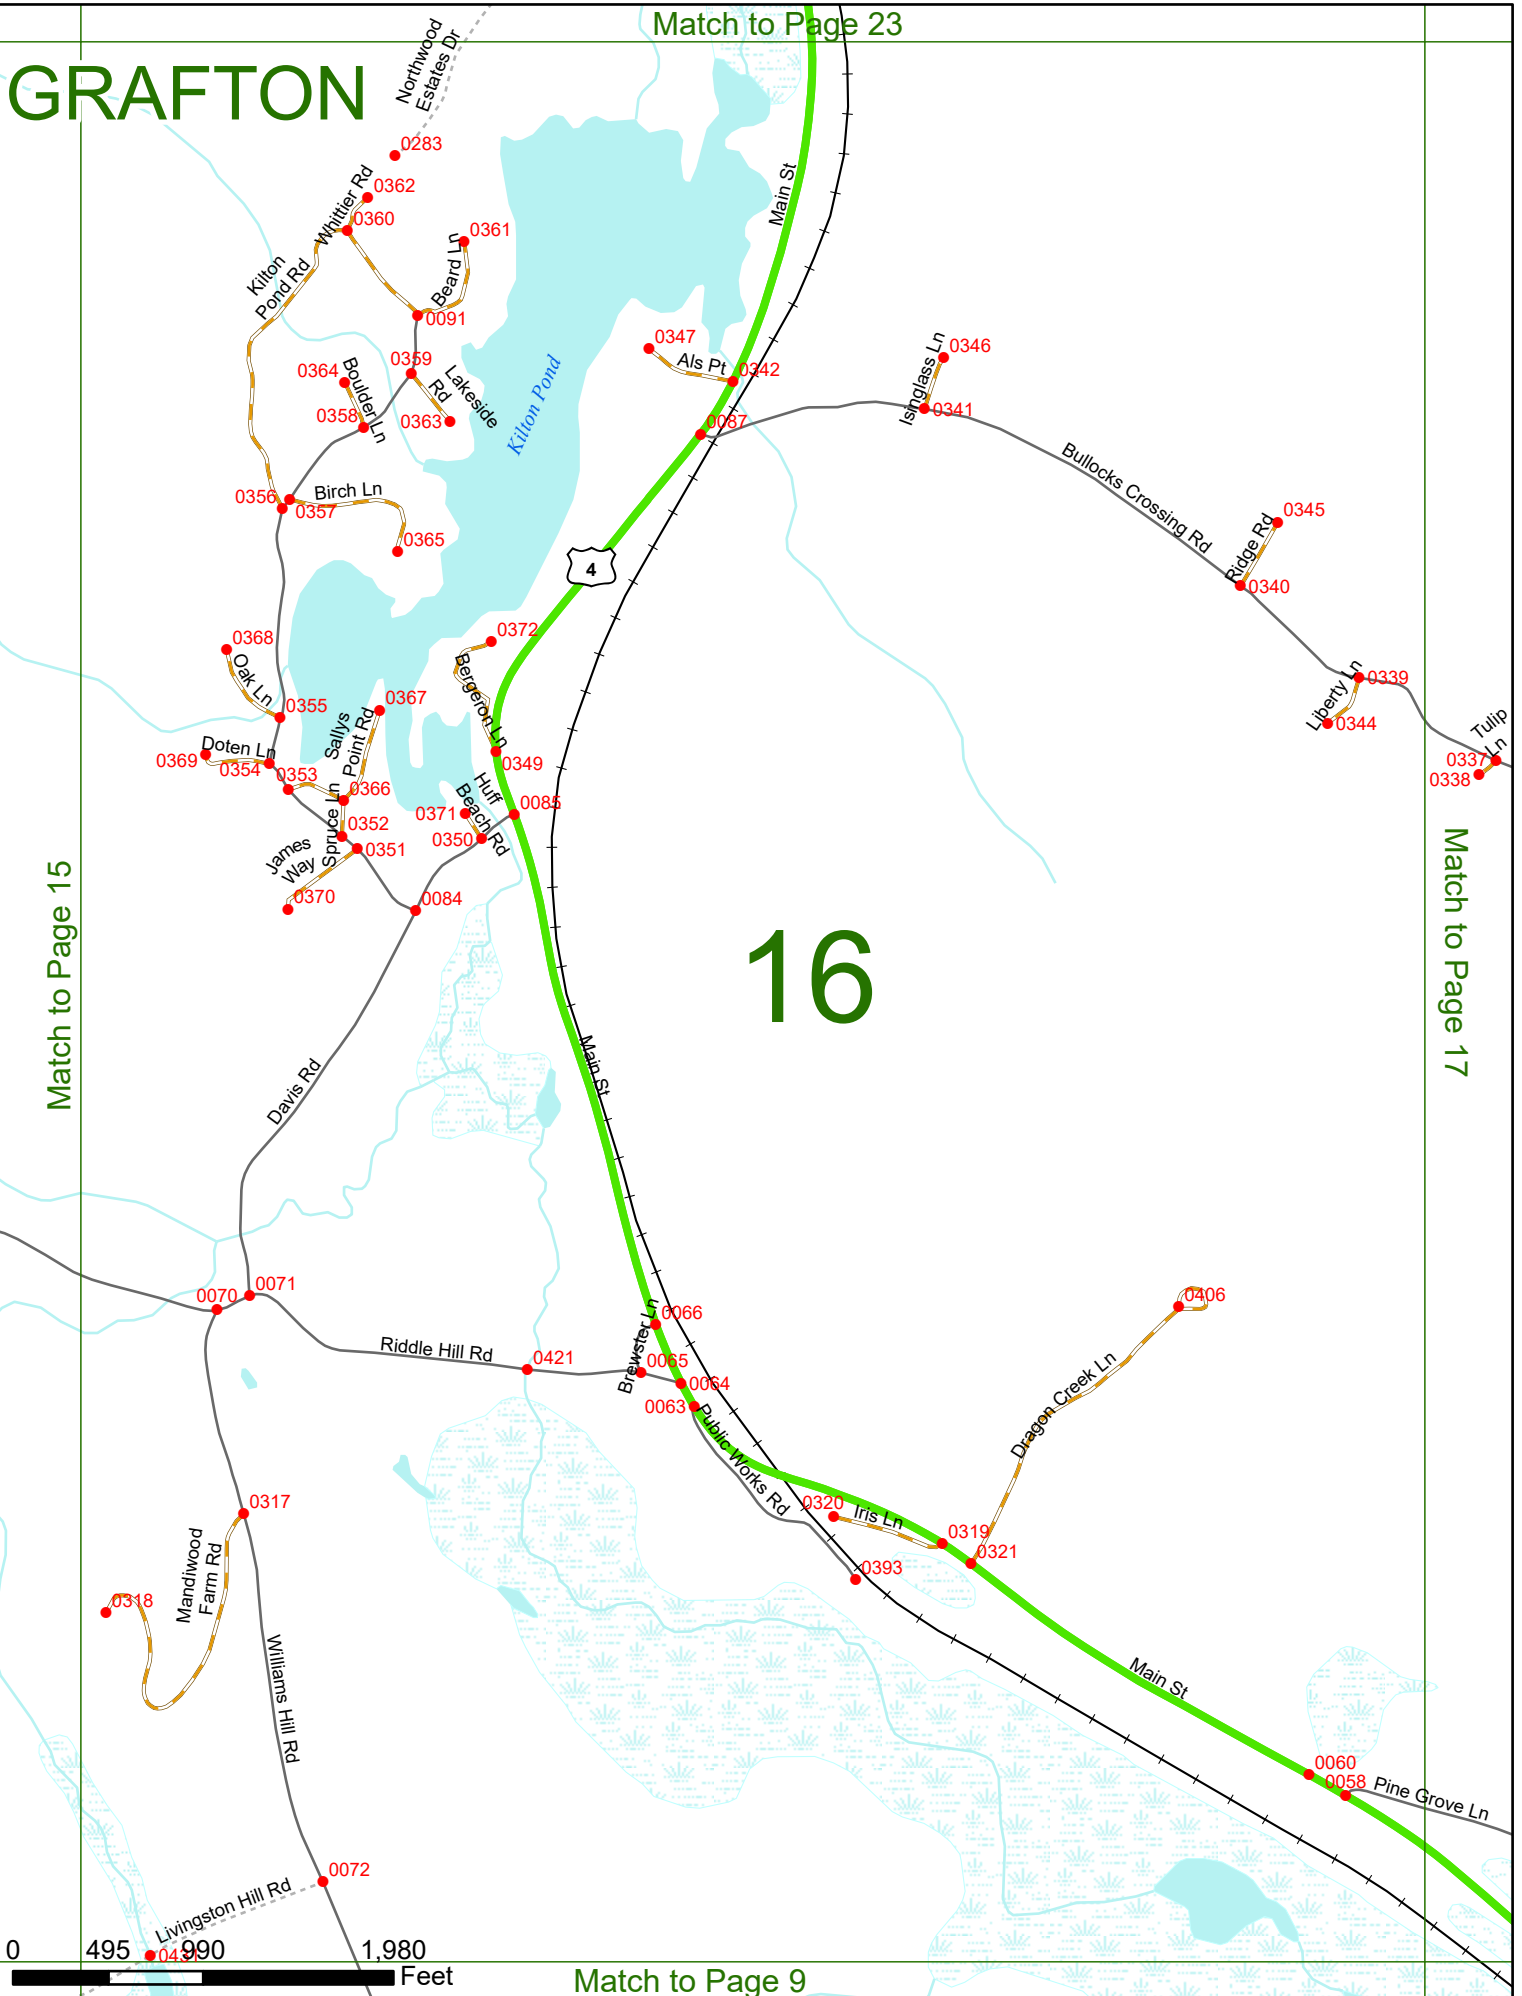 Match to Page 23
GRAFTON
Northwood
Estates Dr
0283
0362
Whittier Rd
0360
0361
Kilton
Pond Rd
Beard Ln
Main St
0091
0347
Als Pt
0342
0359
0364
Boulder Ln
Lakeside
Rd
0358
0363
Kilton Pond
0087
Isinglass Ln
0346
0341
Bullocks Crossing Rd
0356
Birch Ln
0357
0365
4
0345
Ridge Rd
0340
0368
Oak Ln
0372
Bergeron Ln
0339
Liberty Ln
0344
0355
Sallys
Point Rd
0367
Tulip
Ln
0337
0338
Doten Ln
0369
0354
0353
0349
Huff
Beach Rd
0085
0366
0371
Spruce Ln
0352
0350
James
Way
0351
0370
0084
Match to Page 15
16
Match to Page 17
Main St
Davis Rd
0071
0070
0406
0066
Brewster Ln
Riddle Hill Rd
0421
0065
0064
0063
Dragon Creek Ln
Public Works Rd
0320
Iris Ln
0319
0321
0317
0393
Mandiwood
Farm Rd
0318
Williams Hill Rd
Main St
0060
0058
Pine Grove Ln
0072
Livingston Hill Rd
0431
0 495 990 1,980
Feet
Match to Page 9